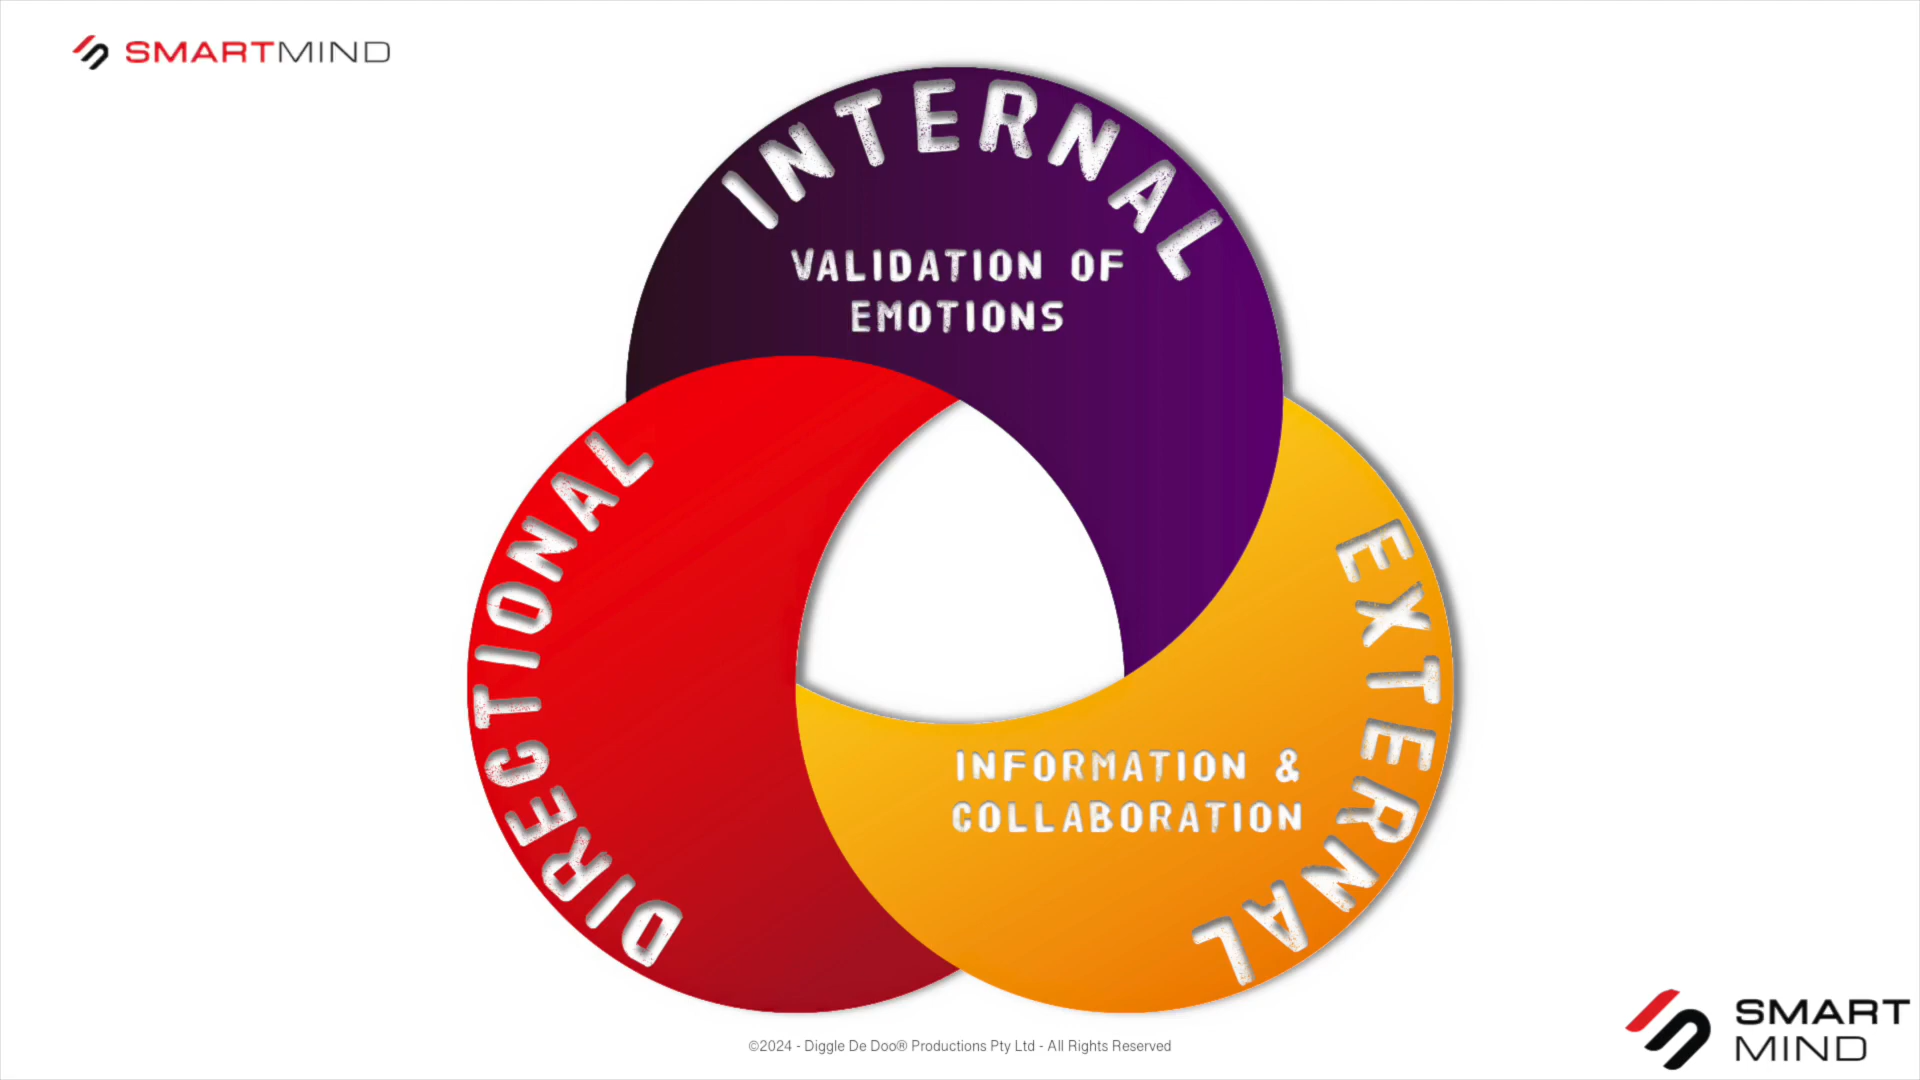 SMARTMIND
INTERNAL
VALIDATION OF
EMOTIONS
DIRECTIONAL
EXTERNAL
INFORMATION &
COLLABORATION
©2024 - Diggle De Doo® Productions Pty Ltd - All Rights Reserved
SMART
MIND